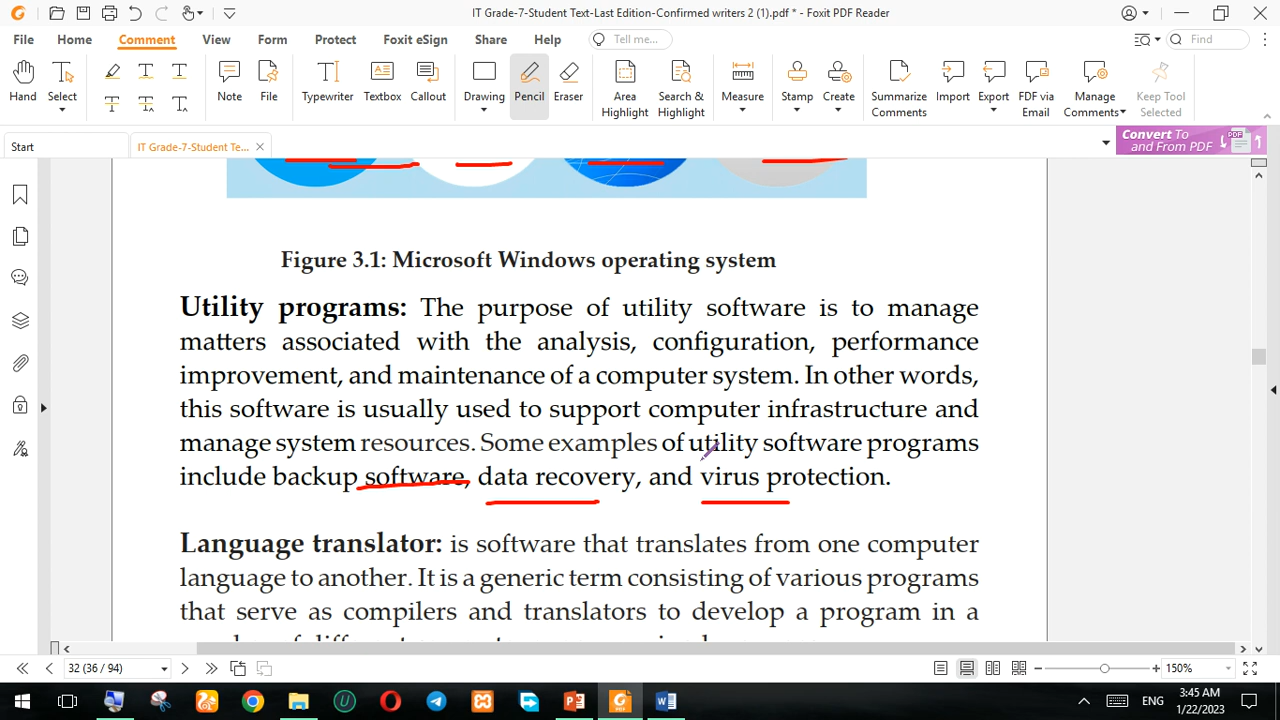 IT Grade-7-Student Text-Last Edition-Confirmed writers 2 (1).pdf * - Foxit PDF Reader
File Home Comment View Form Protect Foxit eSign Share Help Tell me... Find
Hand Select Note File Typewriter Textbox Callout Drawing Pencil Eraser Area Highlight Search & Highlight Measure Stamp Create Summarize Comments Import Export FDF via Email Manage Comments Keep Tool Selected
Start IT Grade-7-Student Te... Convert To and From PDF PDF
Figure 3.1: Microsoft Windows operating system
Utility programs: The purpose of utility software is to manage
matters associated with the analysis, configuration, performance
improvement, and maintenance of a computer system. In other words,
this software is usually used to support computer infrastructure and
manage system resources. Some examples of utility software programs
include backup software, data recovery, and virus protection.
Language translator: is software that translates from one computer
language to another. It is a generic term consisting of various programs
that serve as compilers and translators to develop a program in a
32 (36 / 94) 150%
ENG 3:45 AM
1/22/2023